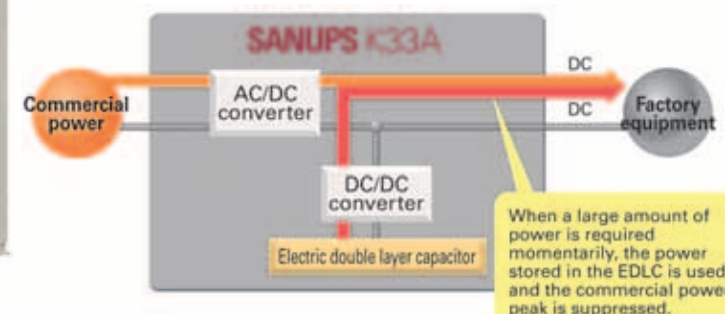 SANUPS K33A
DC
Commercial
power
AC/DC
converter
DC
Factory
equipment
DC/DC
converter
Electric double layer capacitor
When a large amount of
power is required
momentarily, the power
stored in the EDLC is used
and the commercial power
peak is suppressed.